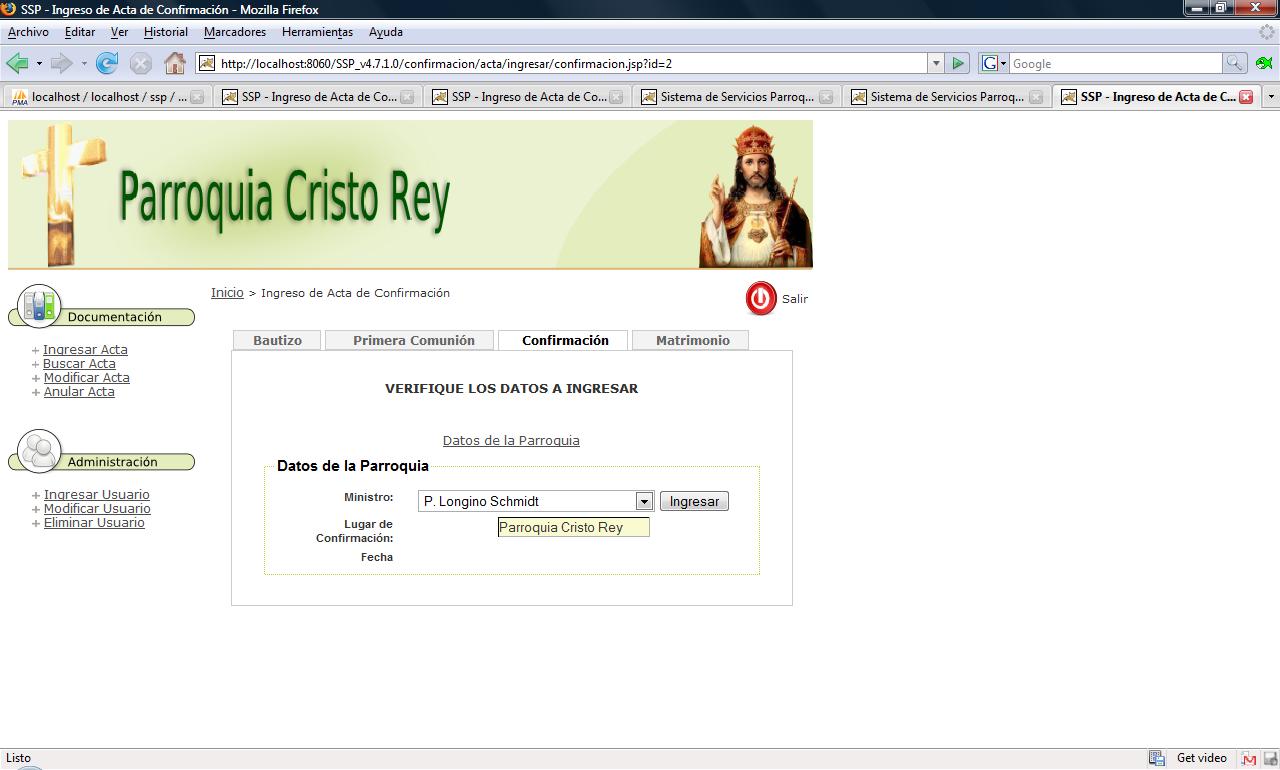 SSP - Ingreso de Acta de Confirmación - Mozilla Firefox
Archivo Editar Ver Historial Marcadores Herramientas Ayuda
http://localhost:8060/SSP_v4.7.1.0/confirmacion/acta/ingresar/confirmacion.jsp?id=2
G Google
PMA localhost / localhost / ssp / ... SSP - Ingreso de Acta de Co... SSP - Ingreso de Acta de Co... Sistema de Servicios Parroq... Sistema de Servicios Parroq... SSP - Ingreso de Acta de C...
Parroquia Cristo Rey
Inicio > Ingreso de Acta de Confirmación
Salir
Documentación
+ Ingresar Acta
+ Buscar Acta
+ Modificar Acta
+ Anular Acta
Administración
+ Ingresar Usuario
+ Modificar Usuario
+ Eliminar Usuario
Bautizo Primera Comunión Confirmación Matrimonio
VERIFIQUE LOS DATOS A INGRESAR
Datos de la Parroquia
Datos de la Parroquia
Ministro: P. Longino Schmidt Ingresar
Lugar de
Confirmación: Parroquia Cristo Rey
Fecha
Listo
Get video